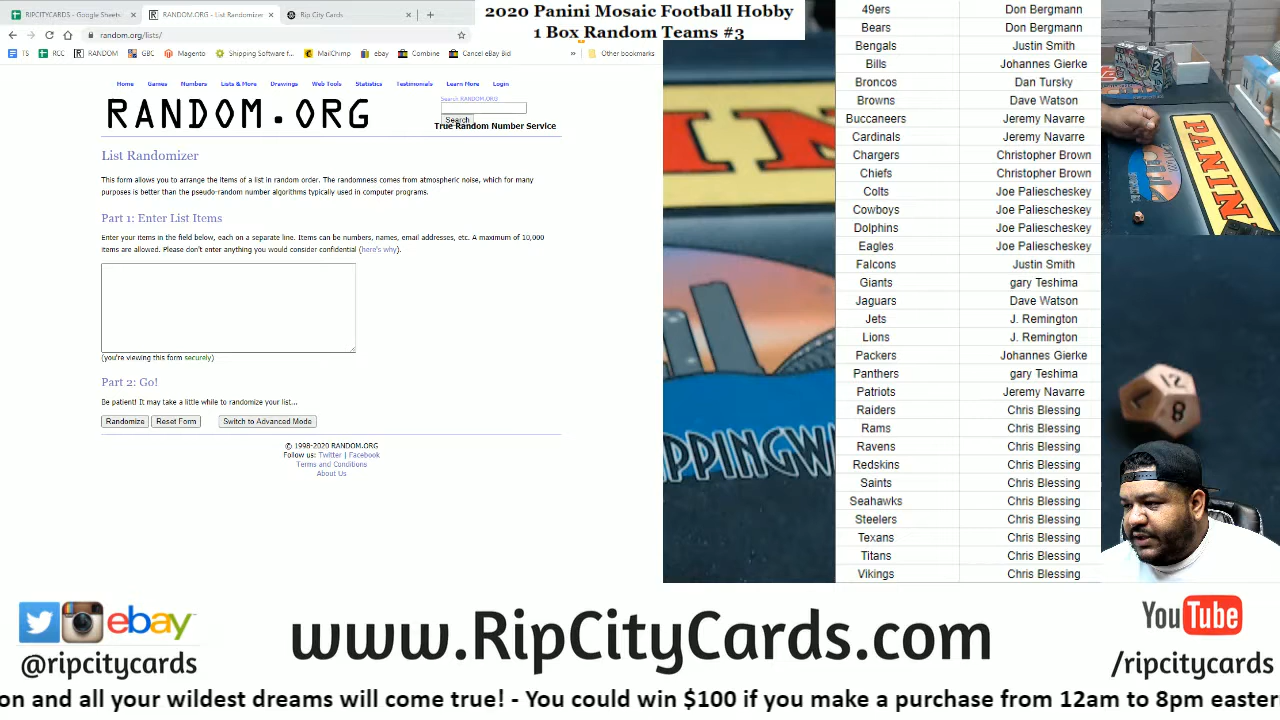 RIPCITYCARDS - Google Sheets
RANDOM.ORG - List Randomizer
Rip City Cards
random.org/lists/
TS
RCC
RANDOM
GBC
Magento
Shipping Software f...
MailChimp
ebay
Combine
Cancel eBay Bid
»
Other bookmarks
2020 Panini Mosaic Football Hobby
1 Box Random Teams #3
Home Games Numbers Lists & More Drawings Web Tools Statistics Testimonials Learn More Login
RANDOM.ORG
Search RANDOM.ORG
Search
True Random Number Service
List Randomizer
This form allows you to arrange the items of a list in random order. The randomness comes from atmospheric noise, which for many
purposes is better than the pseudo-random number algorithms typically used in computer programs.
Part 1: Enter List Items
Enter your items in the field below, each on a separate line. Items can be numbers, names, email addresses, etc. A maximum of 10,000
items are allowed. Please don't enter anything you would consider confidential (here's why).
(you're viewing this form securely)
Part 2: Go!
Be patient! It may take a little while to randomize your list...
Randomize Reset Form Switch to Advanced Mode
© 1998-2020 RANDOM.ORG
Follow us: Twitter | Facebook
Terms and Conditions
About Us
49ers Don Bergmann
Bears Don Bergmann
Bengals Justin Smith
Bills Johannes Gierke
Broncos Dan Tursky
Browns Dave Watson
Buccaneers Jeremy Navarre
Cardinals Jeremy Navarre
Chargers Christopher Brown
Chiefs Christopher Brown
Colts Joe Paliescheskey
Cowboys Joe Paliescheskey
Dolphins Joe Paliescheskey
Eagles Joe Paliescheskey
Falcons Justin Smith
Giants gary Teshima
Jaguars Dave Watson
Jets J. Remington
Lions J. Remington
Packers Johannes Gierke
Panthers gary Teshima
Patriots Jeremy Navarre
Raiders Chris Blessing
Rams Chris Blessing
Ravens Chris Blessing
Redskins Chris Blessing
Saints Chris Blessing
Seahawks Chris Blessing
Steelers Chris Blessing
Texans Chris Blessing
Titans Chris Blessing
Vikings Chris Blessing
PPINGW
PANIN
12
8
7
ebay
@ripcitycards
www.RipCityCards.com
YouTube
/ripcitycards
on and all your wildest dreams will come true! - You could win $100 if you make a purchase from 12am to 8pm easter